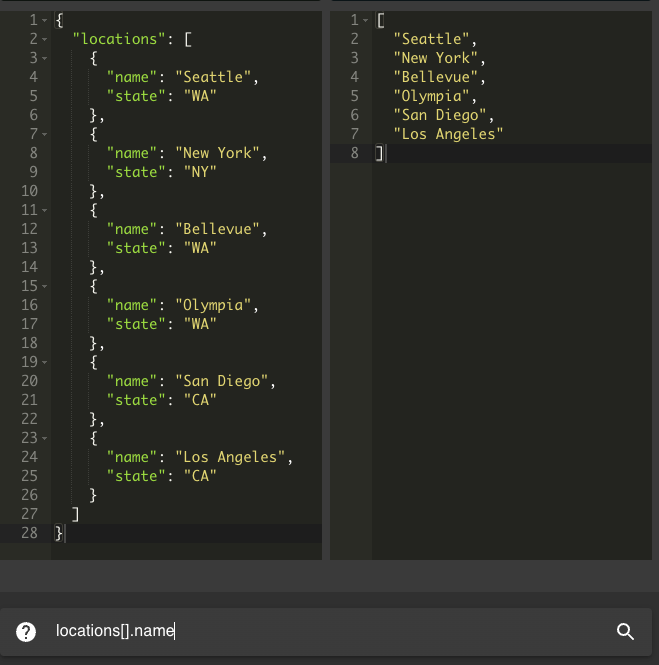 1 {
2 "locations": [
3 {
4 "name": "Seattle",
5 "state": "WA"
6 },
7 {
8 "name": "New York",
9 "state": "NY"
10 },
11 {
12 "name": "Bellevue",
13 "state": "WA"
14 },
15 {
16 "name": "Olympia",
17 "state": "WA"
18 },
19 {
20 "name": "San Diego",
21 "state": "CA"
22 },
23 {
24 "name": "Los Angeles",
25 "state": "CA"
26 }
27 ]
28 }
1 [
2 "Seattle",
3 "New York",
4 "Bellevue",
5 "Olympia",
6 "San Diego",
7 "Los Angeles"
8 ]
? locations[].name